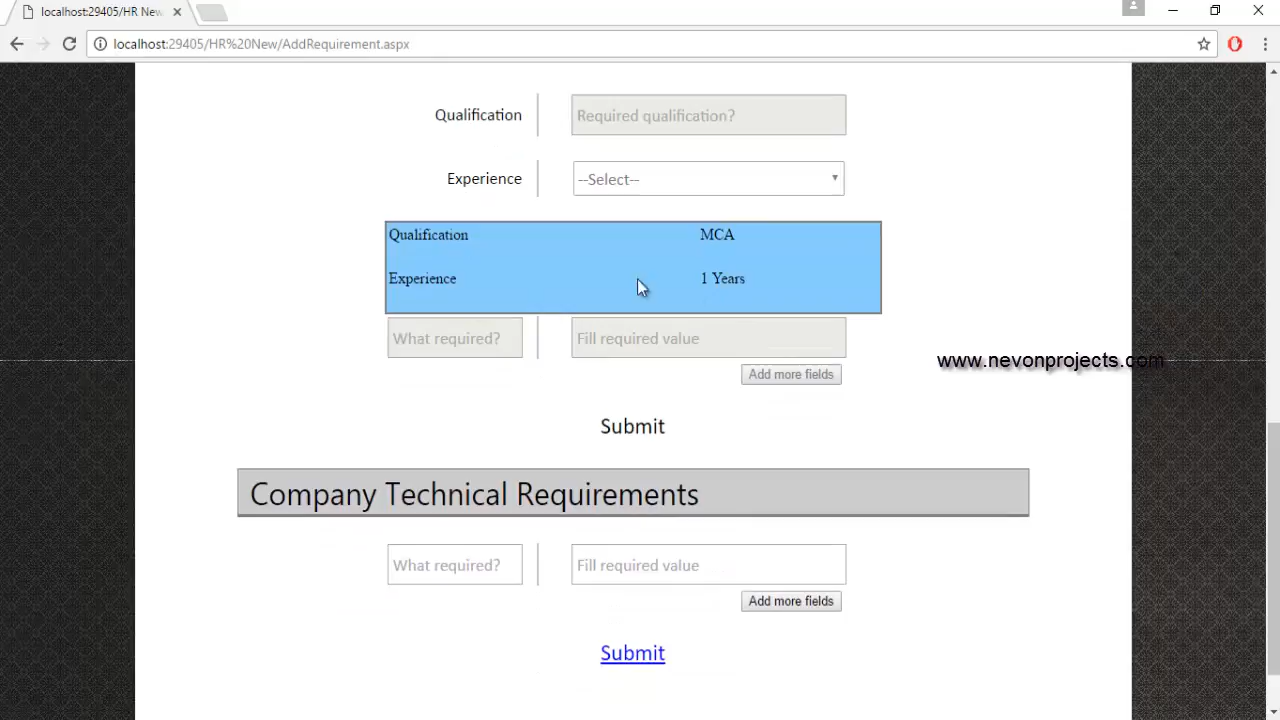 localhost:29405/HR New
localhost:29405/HR%20New/AddRequirement.aspx
Qualification
Required qualification?
Experience
--Select--
Qualification MCA
Experience 1 Years
What required?
Fill required value
www.nevonprojects.com
Add more fields
Submit
Company Technical Requirements
What required?
Fill required value
Add more fields
Submit